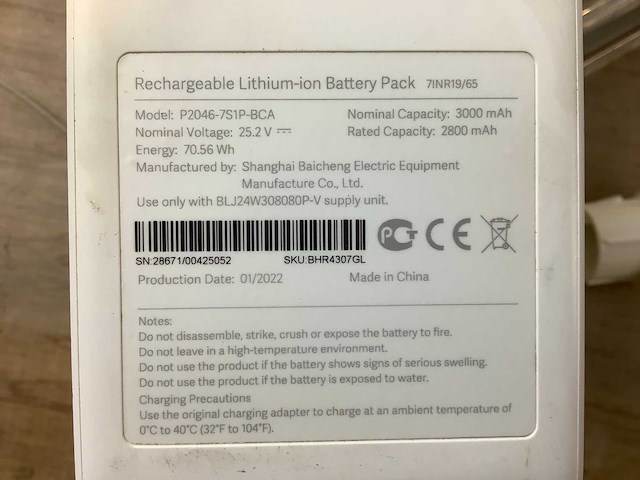 Rechargeable Lithium-ion Battery Pack 7INR19/65
Model: P2046-7S1P-BCA Nominal Capacity: 3000 mAh
Nominal Voltage: 25.2 V ⎓ Rated Capacity: 2800 mAh
Energy: 70.56 Wh
Manufactured by: Shanghai Baicheng Electric Equipment
Manufacture Co., Ltd.
Use only with BLJ24W308080P-V supply unit.
SN:28671/00425052 SKU:BHR4307GL
PCT CE
Production Date: 01/2022 Made in China
Notes:
Do not disassemble, strike, crush or expose the battery to fire.
Do not leave in a high-temperature environment.
Do not use the product if the battery shows signs of serious swelling.
Do not use the product if the battery is exposed to water.
Charging Precautions
Use the original charging adapter to charge at an ambient temperature of
0°C to 40°C (32°F to 104°F).